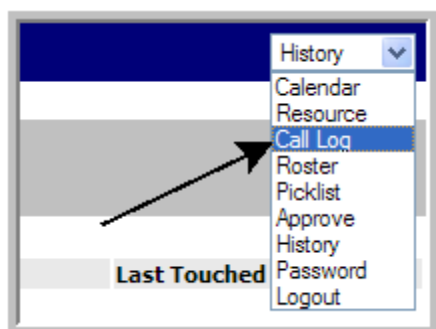 History
Calendar
Resource
Call Log
Roster
Picklist
Approve
History
Last Touched
Password
Logout